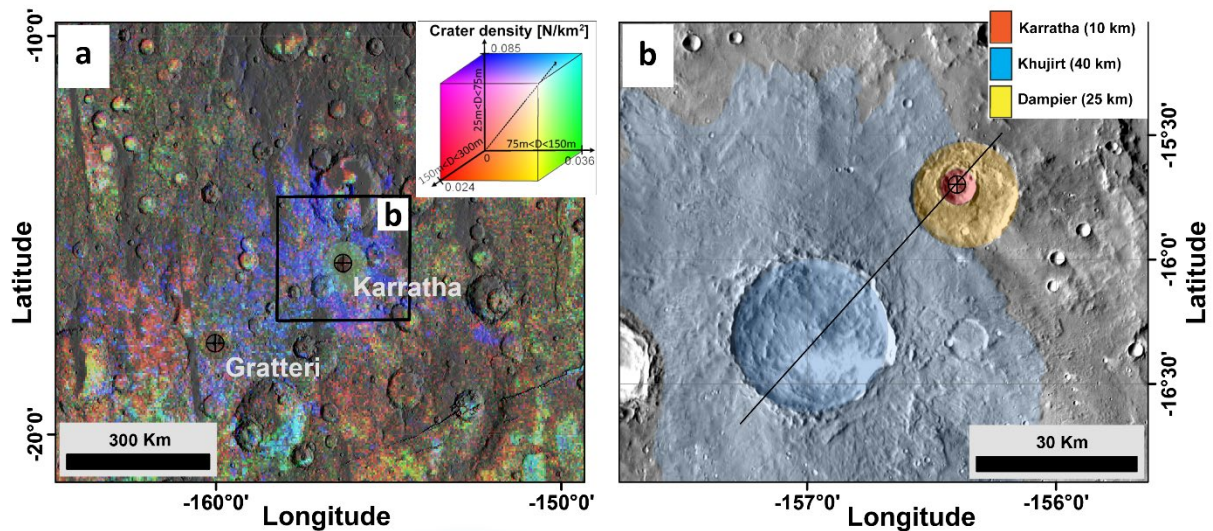 a
-10°0'
Crater density [N/km²]
0.085
25m<D<75m
75m<D<150m
150m<D<300m
0
0.036
0.024
b
Karratha
Gratteri
-20°0'
300 Km
-160°0'
-150°0'
Latitude
Longitude
b
Karratha (10 km)
Khujirt (40 km)
Dampier (25 km)
-15°30'
-16°0'
-16°30'
30 Km
-157°0'
-156°0'
Latitude
Longitude